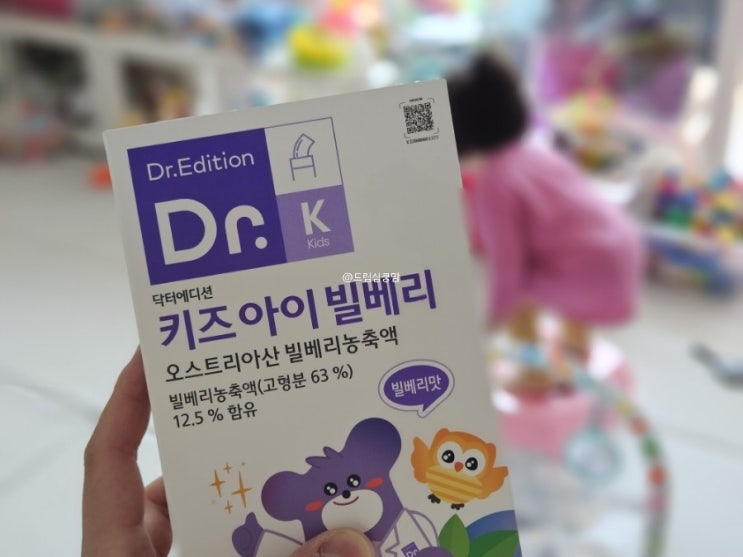 Dr.Edition
Dr.
K
Kids
닥터에디션
@드림심쿵맘
키즈아이 빌베리
오스트리아산 빌베리농축액
빌베리농축액(고형분 63 %)
12.5 % 함유
빌베리맛